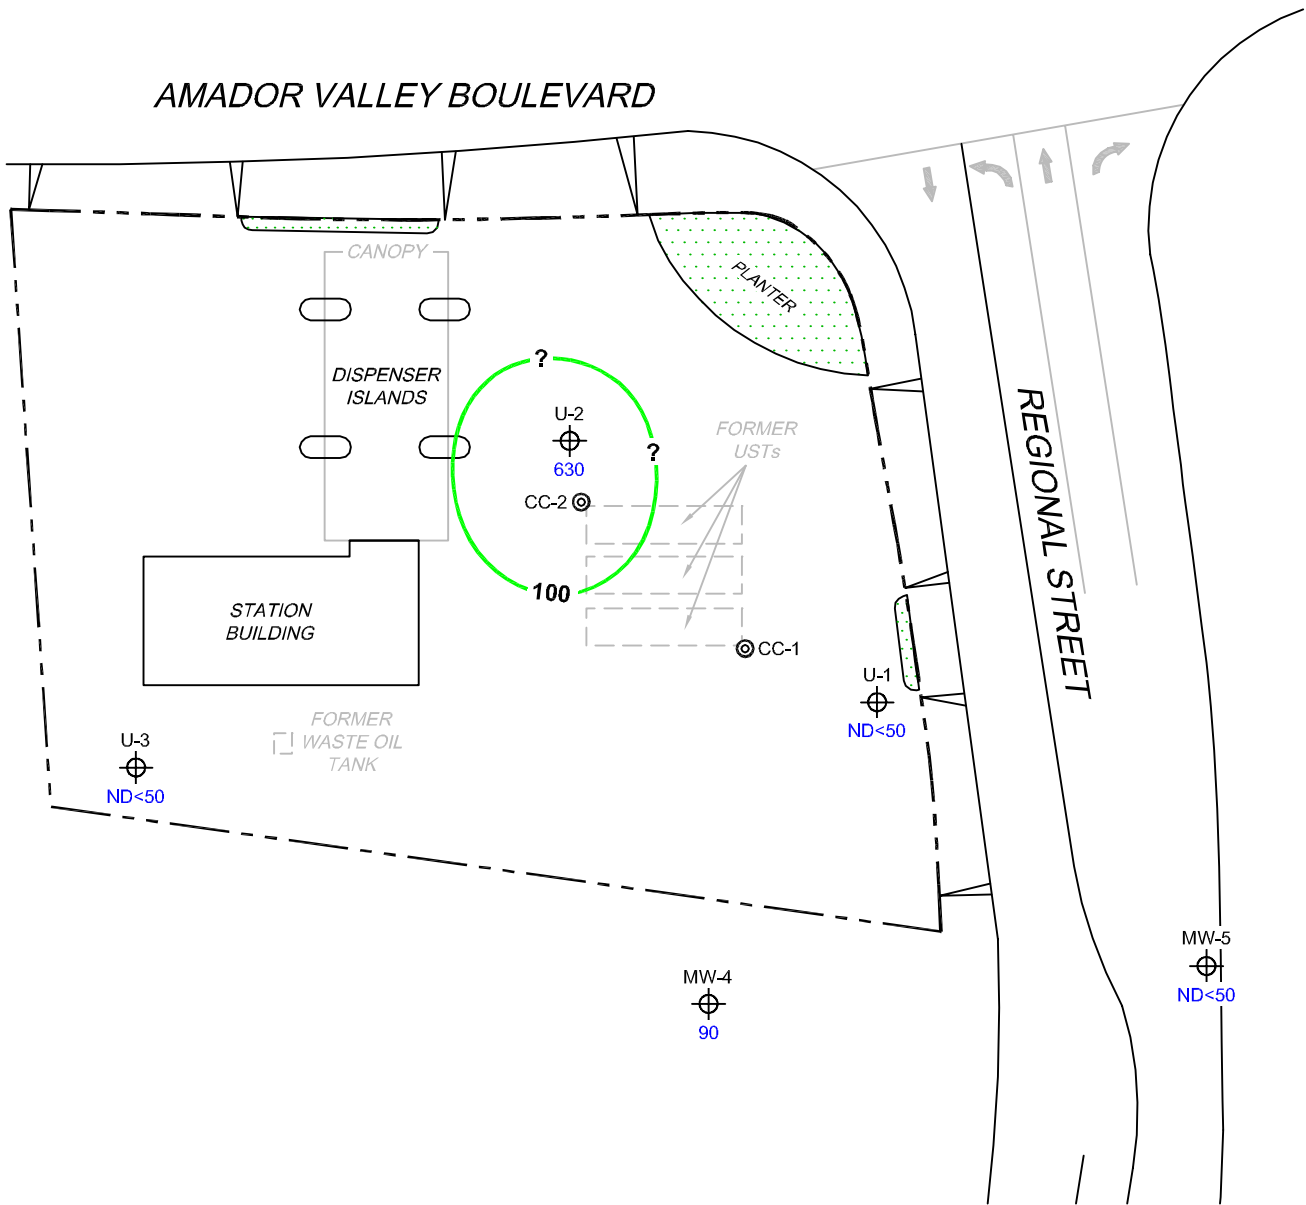 AMADOR VALLEY BOULEVARD
CANOPY
PLANTER
DISPENSER
ISLANDS
?
U-2
630
?
FORMER
USTs
CC-2
100
REGIONAL STREET
STATION
BUILDING
CC-1
U-1
ND<50
FORMER
WASTE OIL
TANK
U-3
ND<50
MW-4
90
MW-5
ND<50